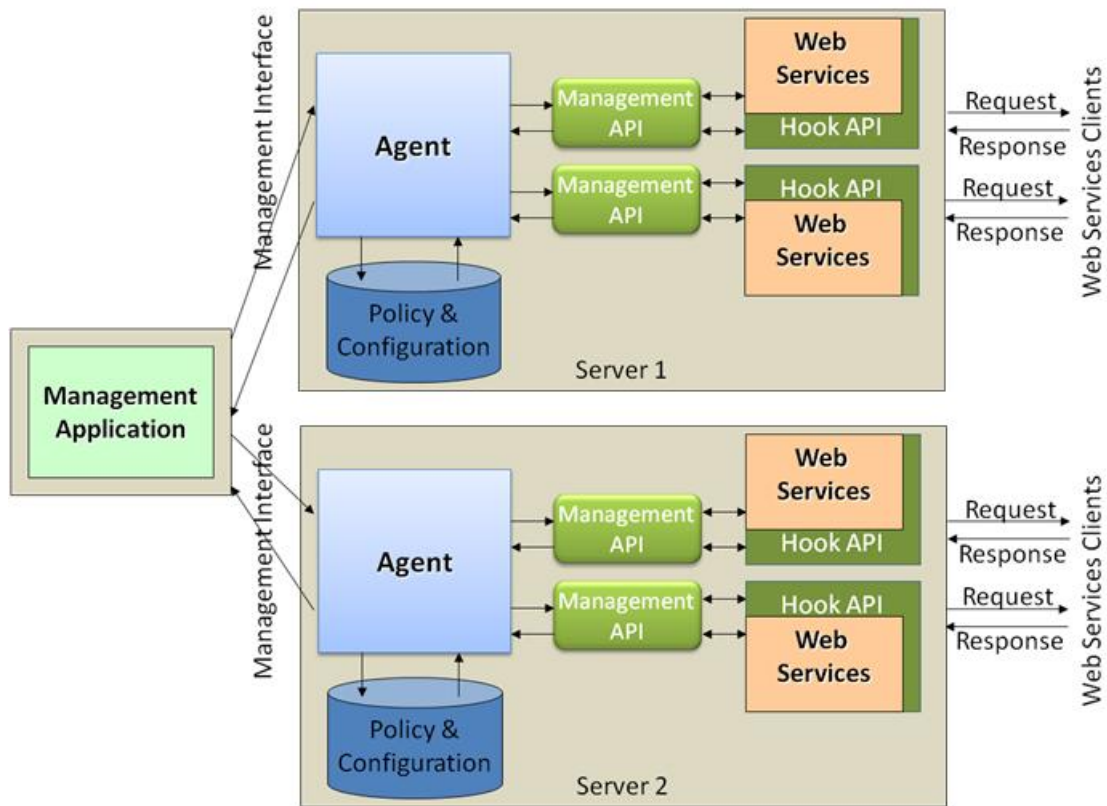 Management Interface
Agent
Management
API
Management
API
Web
Services
Hook API
Hook API
Web
Services
Request
Response
Request
Response
Web Services Clients
Policy &
Configuration
Server 1
Management
Application
Management Interface
Agent
Management
API
Management
API
Web
Services
Hook API
Hook API
Web
Services
Request
Response
Request
Response
Web Services Clients
Policy &
Configuration
Server 2